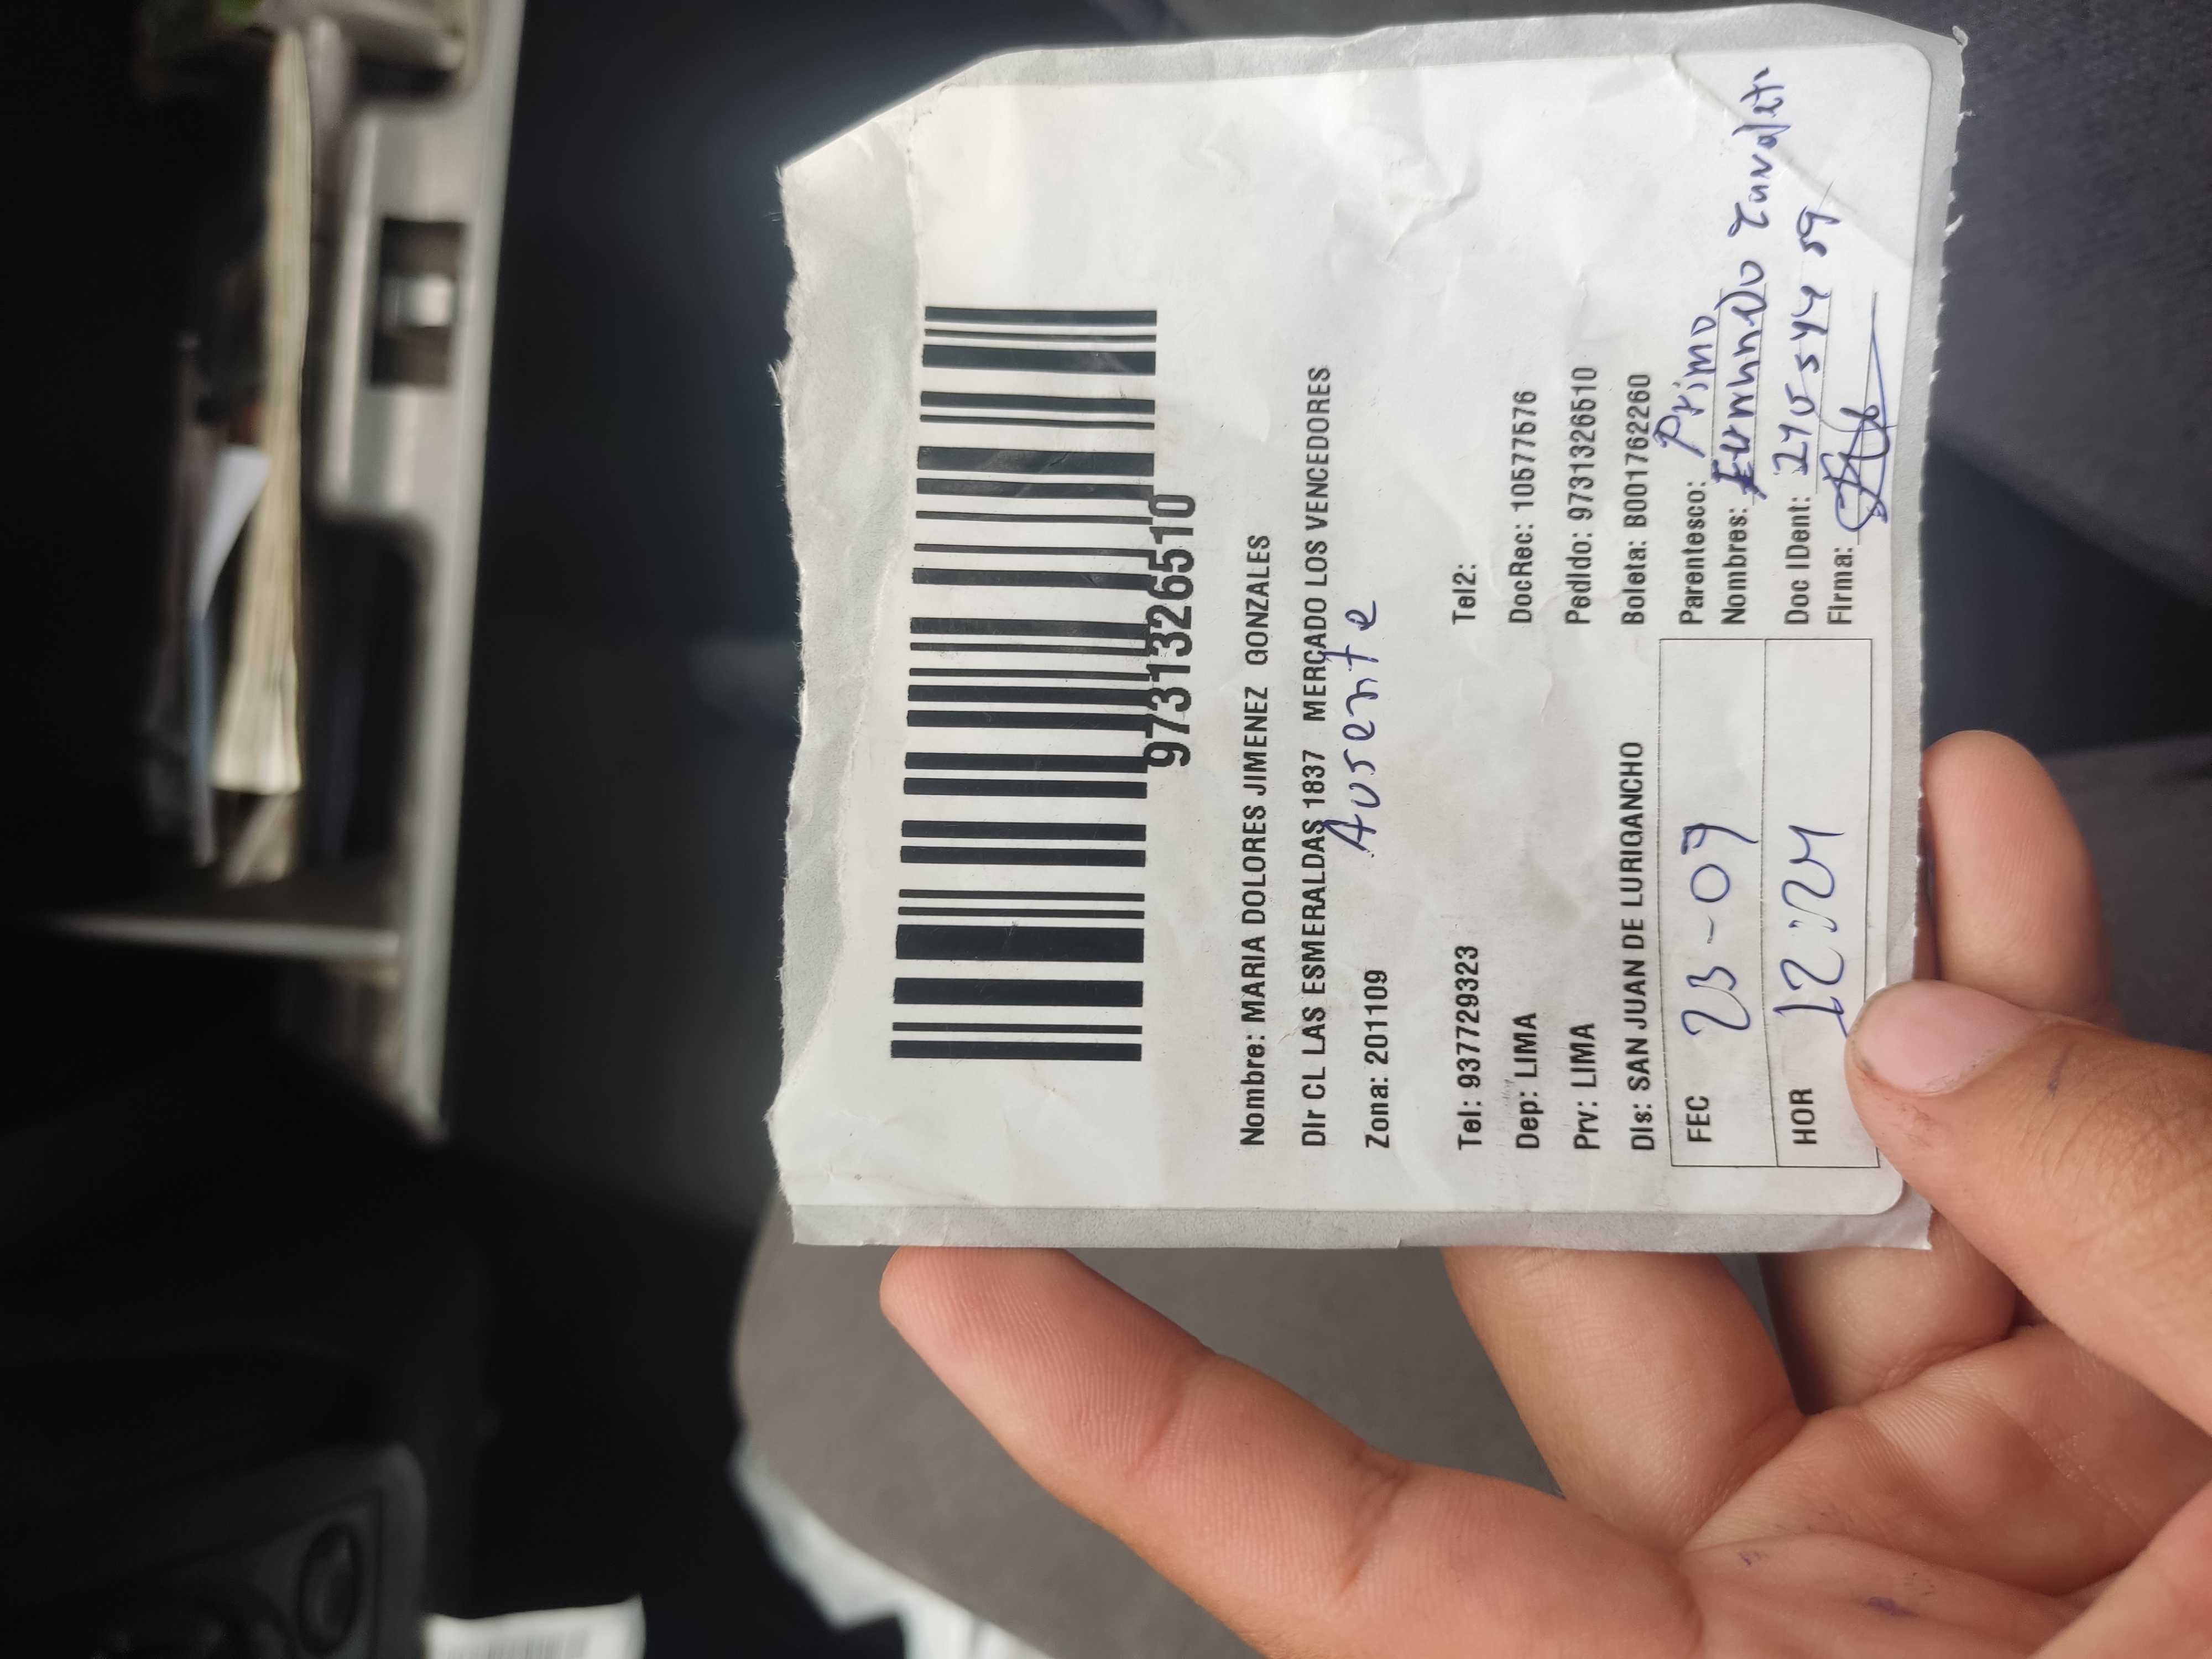 9731326510
Nombre: MARIA DOLORES JIMENEZ GONZALES
Dir CL LAS ESMERALDAS 1837 MERCADO LOS VENCEDORES
Zona: 201109
Ausente
Tel: 937729323 Tel2:
Dep: LIMA DocRec: 10577576
Prv: LIMA Pedido: 9731326510
Dis: SAN JUAN DE LURIGANCHO Boleta: B001762260
FEC 23-09 Parentesco: Primo
Nombres:
HOR 12:24 Doc IDent:
Firma: